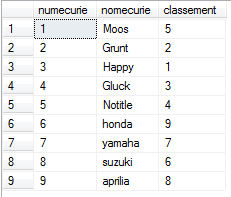 numecurie nomecurie classement
1 1 Moos 5
2 2 Grunt 2
3 3 Happy 1
4 4 Gluck 3
5 5 Notitle 4
6 6 honda 9
7 7 yamaha 7
8 8 suzuki 6
9 9 aprilia 8